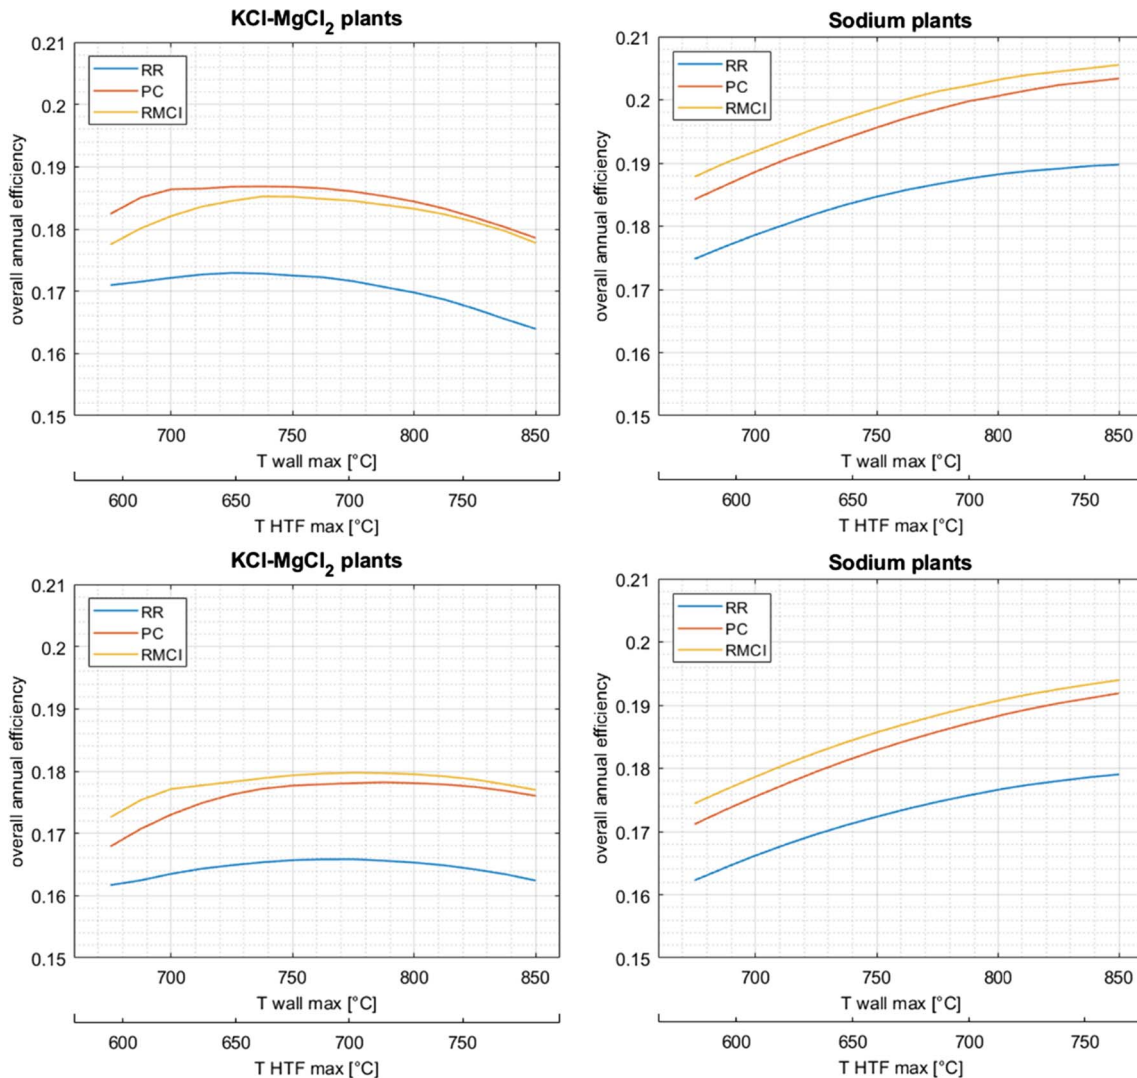 KCl-MgCl₂ plants
overall annual efficiency
0.21
0.2
0.19
0.18
0.17
0.16
0.15
RR
PC
RMCI
700 750 800 850
T wall max [°C]
600 650 700 750
T HTF max [°C]
Sodium plants
overall annual efficiency
0.21
0.2
0.19
0.18
0.17
0.16
0.15
RR
PC
RMCI
700 750 800 850
T wall max [°C]
600 650 700 750
T HTF max [°C]
KCl-MgCl₂ plants
overall annual efficiency
0.21
0.2
0.19
0.18
0.17
0.16
0.15
RR
PC
RMCI
700 750 800 850
T wall max [°C]
600 650 700 750
T HTF max [°C]
Sodium plants
overall annual efficiency
0.21
0.2
0.19
0.18
0.17
0.16
0.15
RR
PC
RMCI
700 750 800 850
T wall max [°C]
600 650 700 750
T HTF max [°C]